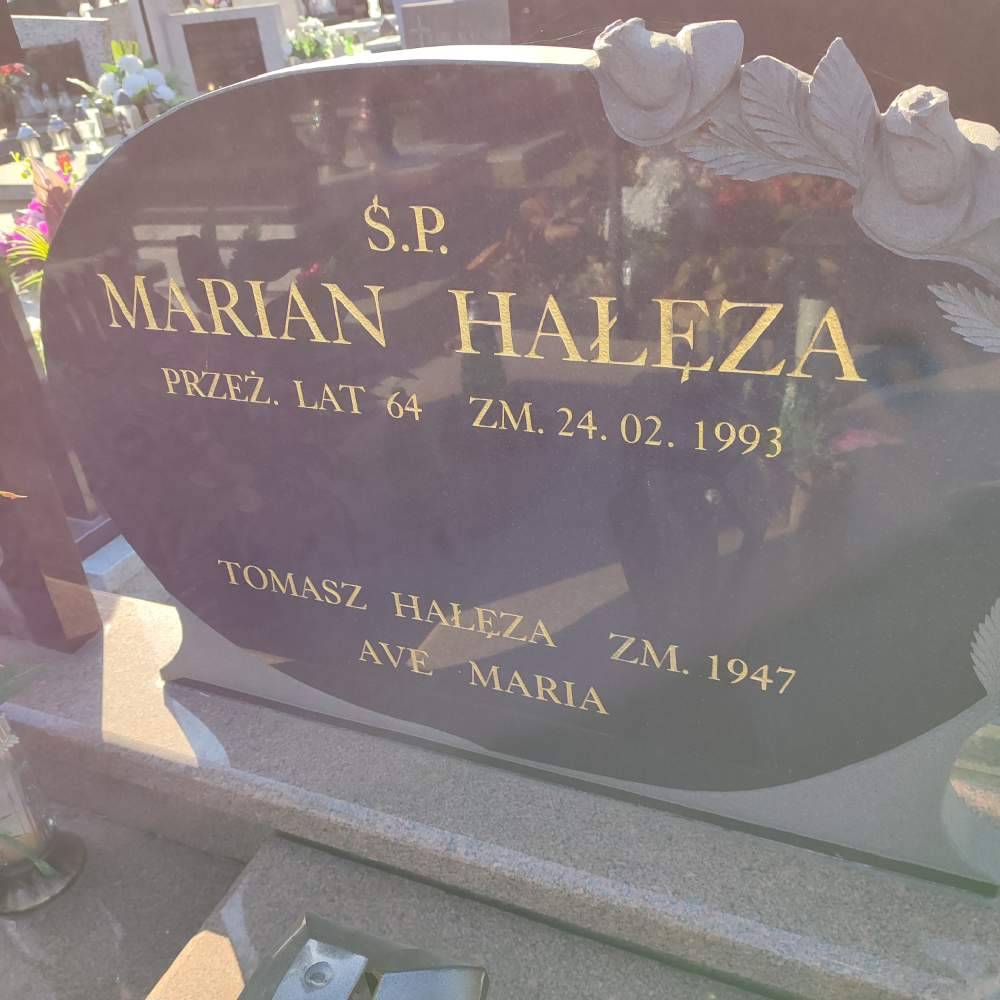 Ś.P.
MARIAN HAŁĘZA
PRZEŻ. LAT 64 ZM. 24. 02. 1993
TOMASZ HAŁĘZA ZM. 1947
AVE MARIA